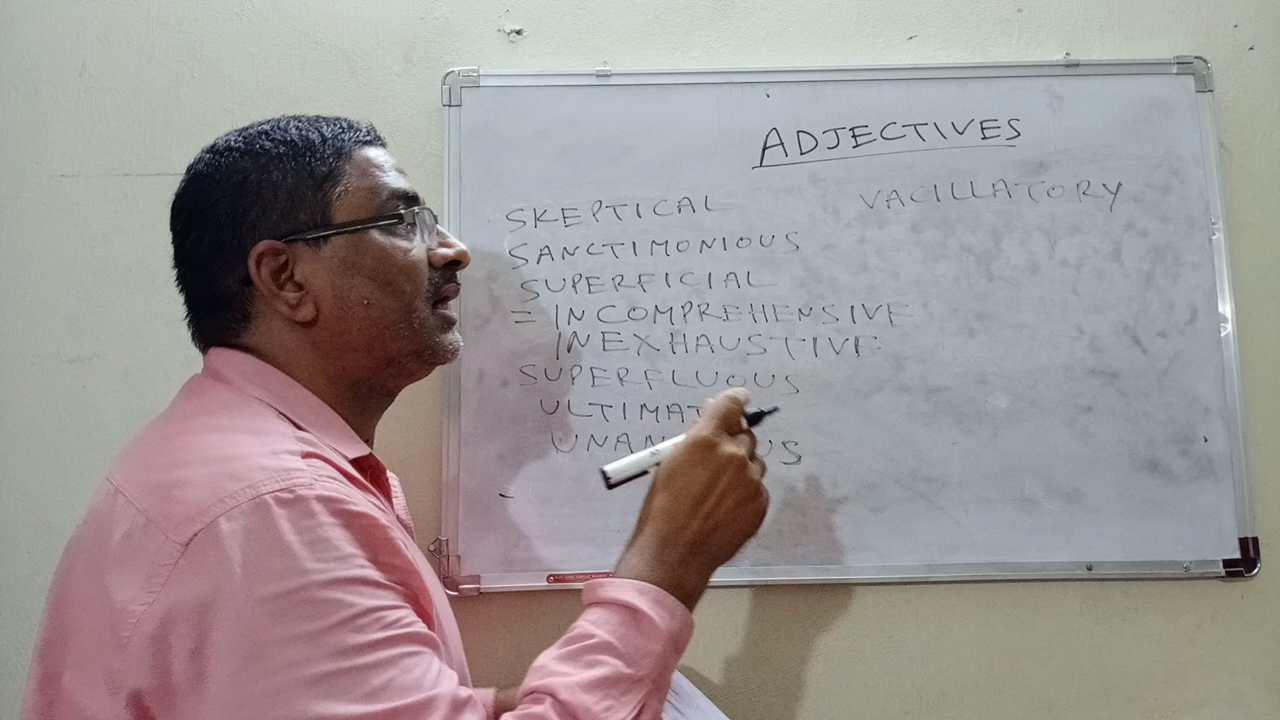 ADJECTIVES
SKEPTICAL
SANCTIMONIOUS
SUPERFICIAL
= INCOMPREHENSIVE
INEXHAUSTIVE
SUPERFLUOUS
VACILLATORY